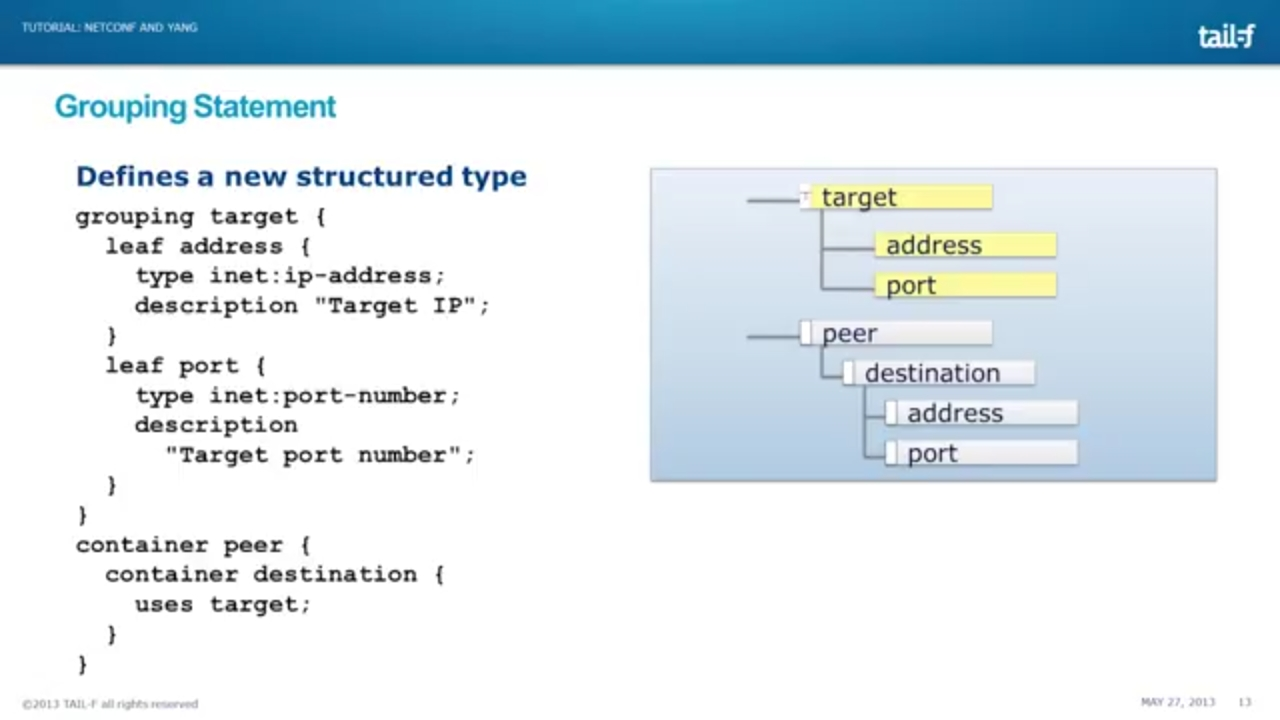 TUTORIAL: NETCONF AND YANG
tail-f
Grouping Statement
Defines a new structured type
grouping target {
  leaf address {
    type inet:ip-address;
    description "Target IP";
  }
  leaf port {
    type inet:port-number;
    description
      "Target port number";
  }
}
container peer {
  container destination {
    uses target;
  }
}
target
address
port
peer
destination
address
port
©2013 TAIL-F all rights reserved
MAY 27, 2013 13